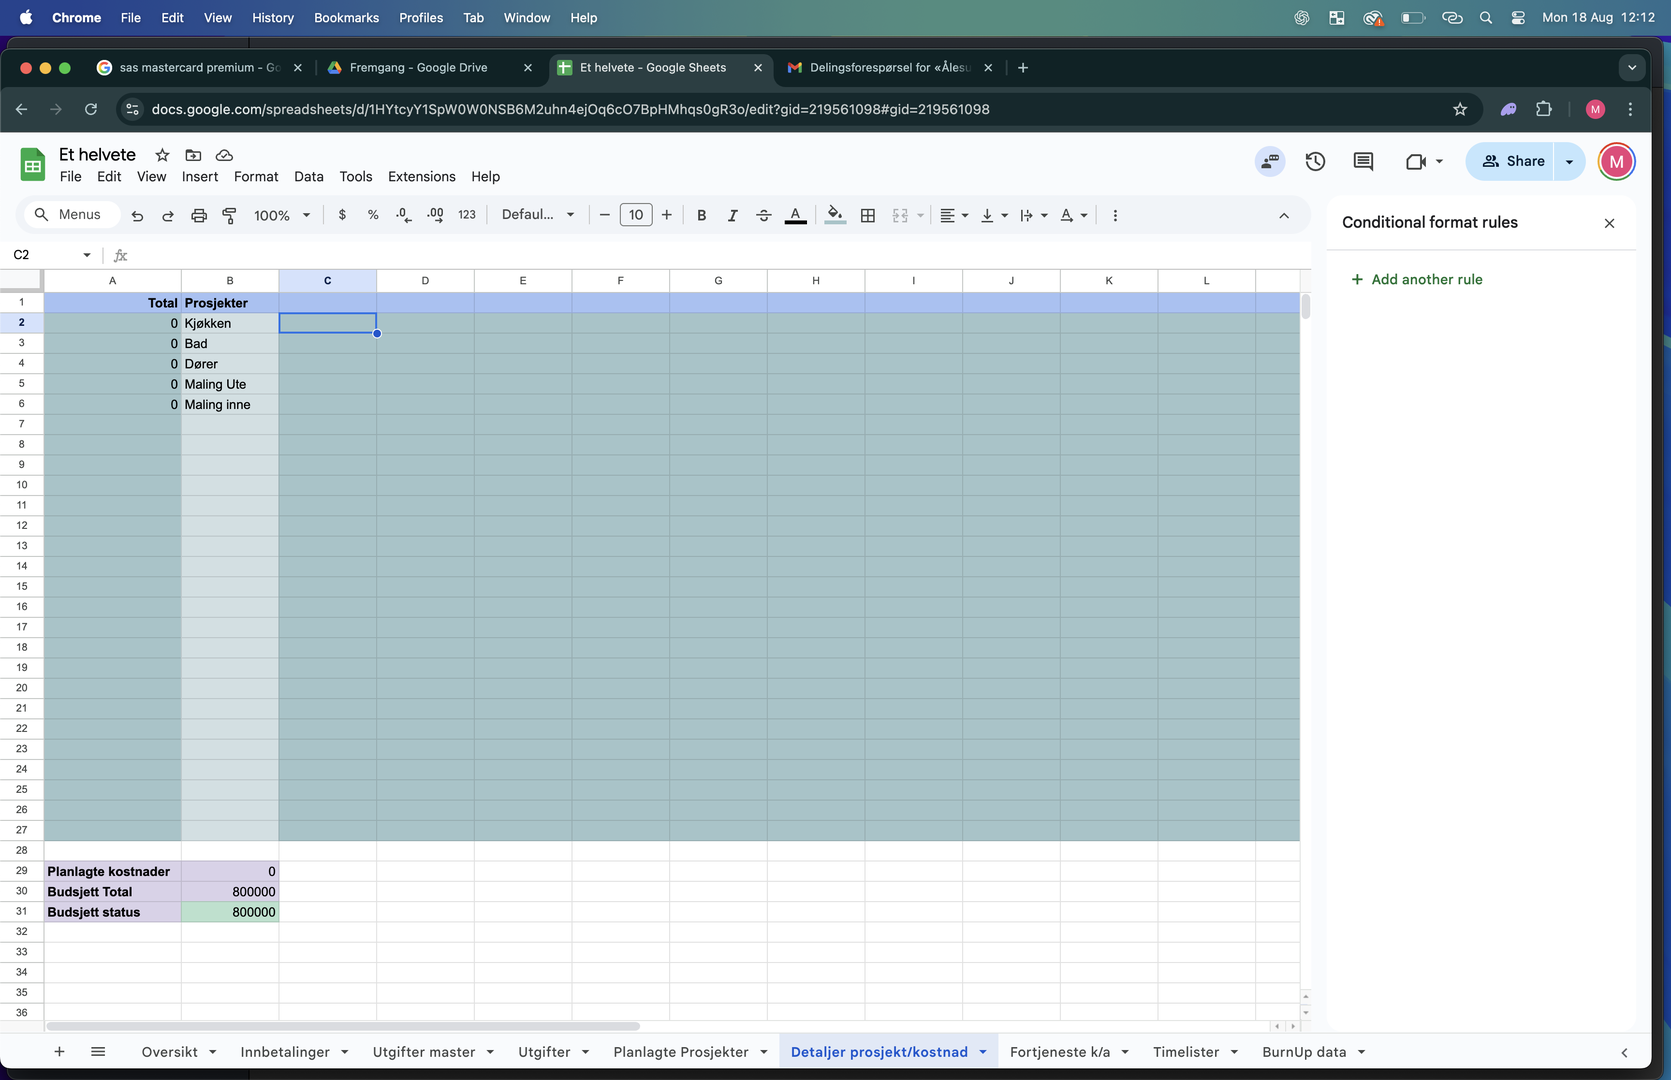 Chrome File Edit View History Bookmarks Profiles Tab Window Help Mon 18 Aug 12:12
sas mastercard premium - Go Fremgang - Google Drive Et helvete - Google Sheets Delingsforespørsel for «Ålesu
docs.google.com/spreadsheets/d/1HYtcyY1SpW0W0NSB6M2uhn4ejOq6cO7BpHMhqs0gR3o/edit?gid=219561098#gid=219561098 M
Et helvete
File Edit View Insert Format Data Tools Extensions Help
Share M
Menus 100% $ % .0 .00 123 Defaul... 10 B I S A
Conditional format rules
C2 fx
Add another rule
A B C D E F G H I J K L
1 Total Prosjekter
2 0 Kjøkken
3 0 Bad
4 0 Dører
5 0 Maling Ute
6 0 Maling inne
7
8
9
10
11
12
13
14
15
16
17
18
19
20
21
22
23
24
25
26
27
28
29 Planlagte kostnader 0
30 Budsjett Total 800000
31 Budsjett status 800000
32
33
34
35
36
Oversikt Innbetalinger Utgifter master Utgifter Planlagte Prosjekter Detaljer prosjekt/kostnad Fortjeneste k/a Timelister BurnUp data